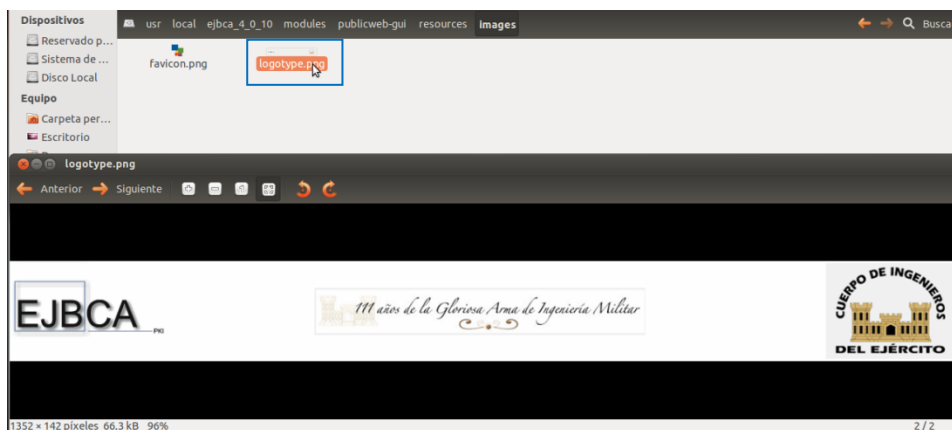 Dispositivos
usr local ejbca_4_0_10 modules publicweb-gui resources images
Busca
Reservado p...
Sistema de ...
Disco Local
Equipo
Carpeta per...
Escritorio
favicon.png
logotype.png
logotype.png
Anterior Siguiente
EJBCA
PKI
111 años de la Gloriosa Arma de Ingeniería Militar
CUERPO DE INGENIEROS
DEL EJÉRCITO
1352 × 142 píxeles 66,3 kB 96%
2 / 2